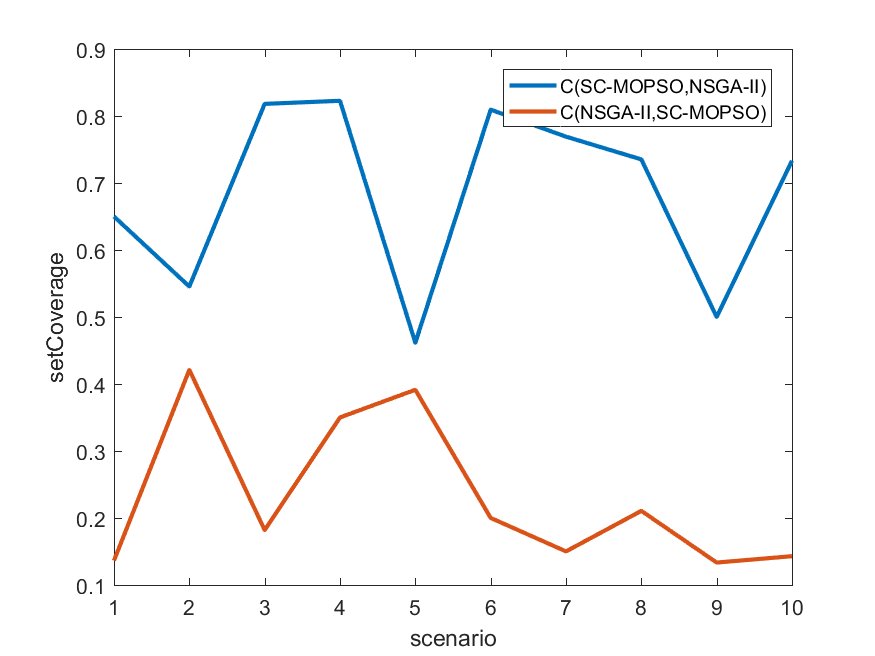 C(SC-MOPSO,NSGA-II)
C(NSGA-II,SC-MOPSO)
0.9
0.8
0.7
0.6
0.5
0.4
0.3
0.2
0.1
setCoverage
1 2 3 4 5 6 7 8 9 10
scenario